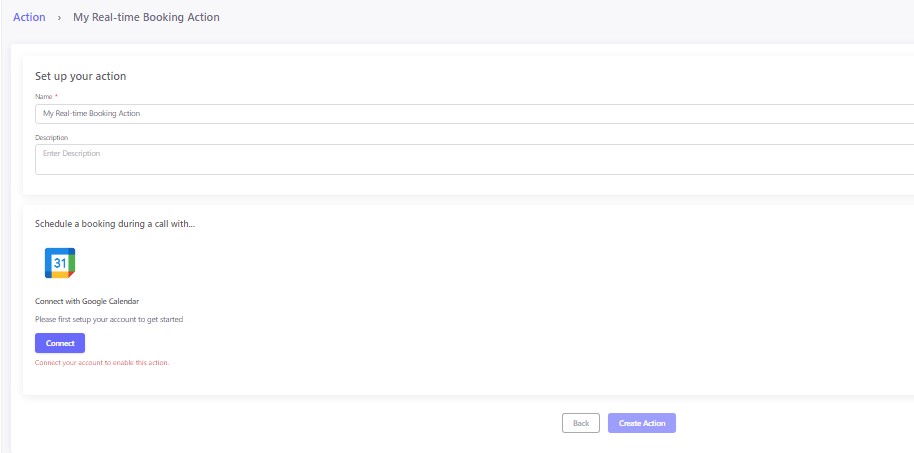 Action › My Real-time Booking Action
Set up your action
Name *
My Real-time Booking Action
Description
Enter Description
Schedule a booking during a call with...
31
Connect with Google Calendar
Please first setup your account to get started
Connect
Connect your account to enable this action.
Back Create Action